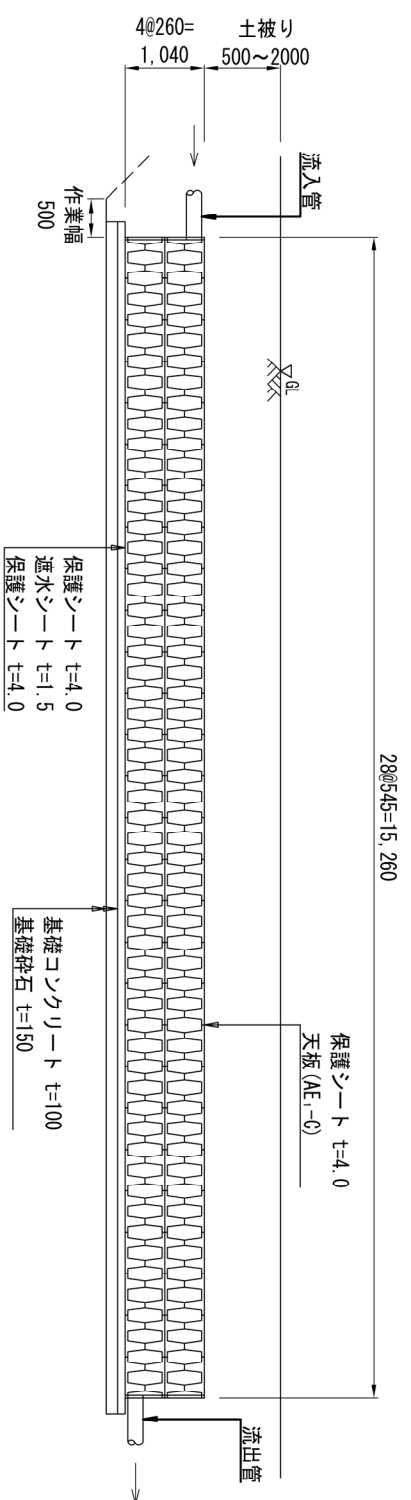 28@545=15,260
土被り
500～2000
4@260=
1,040
流入管
GL
保護シート t=4.0
天板(AE₁-C)
流出管
作業幅
500
保護シート t=4.0
遮水シート t=1.5
保護シート t=4.0
基礎コンクリート t=100
基礎砕石 t=150